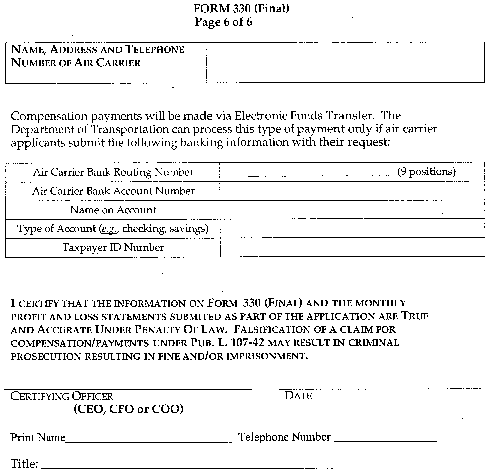 FORM 330 (Final)
Page 6 of 6
NAME, ADDRESS AND TELEPHONE
NUMBER OF AIR CARRIER
Compensation payments will be made via Electronic Funds Transfer. The
Department of Transportation can process this type of payment only if air carrier
applicants submit the following banking information with their request:
Air Carrier Bank Routing Number (9 positions)
Air Carrier Bank Account Number
Name on Account
Type of Account (e.g., checking, savings)
Taxpayer ID Number
I CERTIFY THAT THE INFORMATION ON FORM 330 (FINAL) AND THE MONTHLY
PROFIT AND LOSS STATEMENTS SUBMITED AS PART OF THE APPLICATION ARE TRUE
AND ACCURATE UNDER PENALTY OF LAW. FALSIFICATION OF A CLAIM FOR
COMPENSATION/PAYMENTS UNDER PUB. L. 107-42 MAY RESULT IN CRIMINAL
PROSECUTION RESULTING IN FINE AND/OR IMPRISONMENT.
CERTIFYING OFFICER DATE
(CEO, CFO or COO)
Print Name Telephone Number
Title: